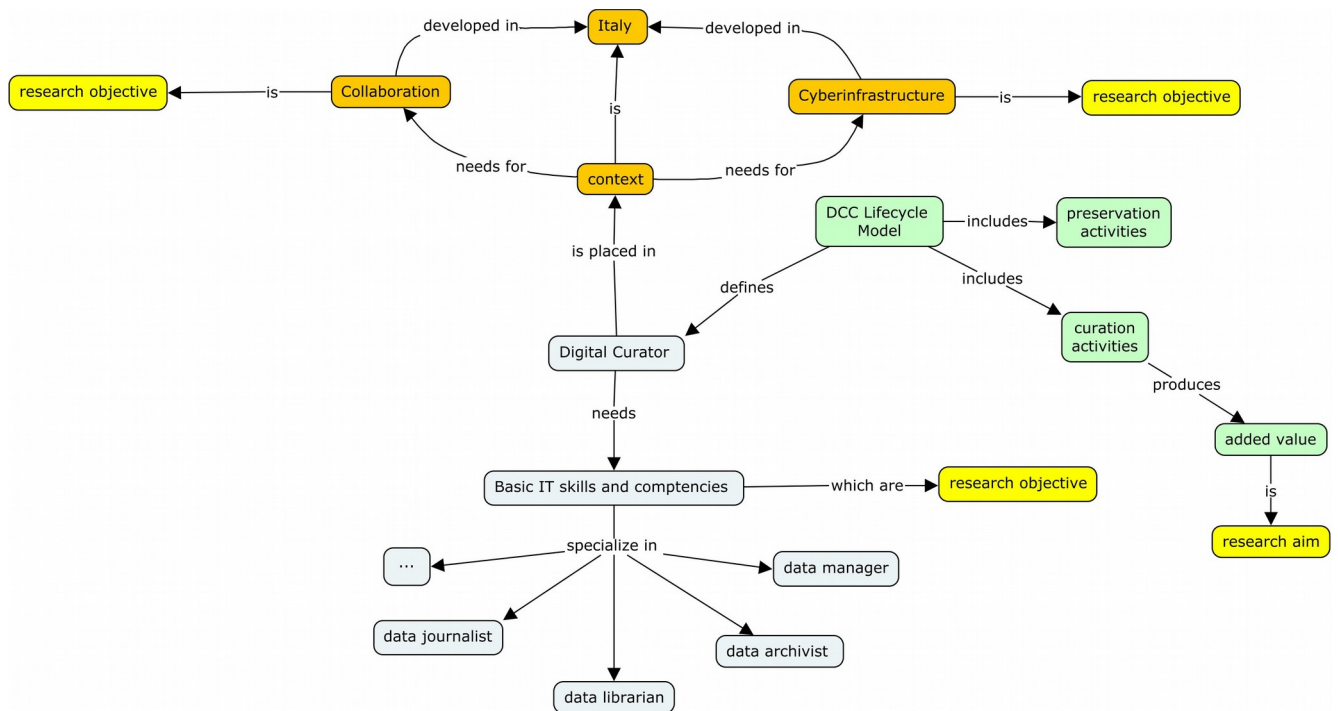 developed in
Italy
developed in
research objective
is
Collaboration
Cyberinfrastructure
is
research objective
is
needs for
context
needs for
DCC Lifecycle
Model
includes
preservation
activities
is placed in
defines
includes
curation
activities
Digital Curator
produces
needs
added value
Basic IT skills and comptencies
which are
research objective
is
specialize in
research aim
...
data manager
data journalist
data archivist
data librarian